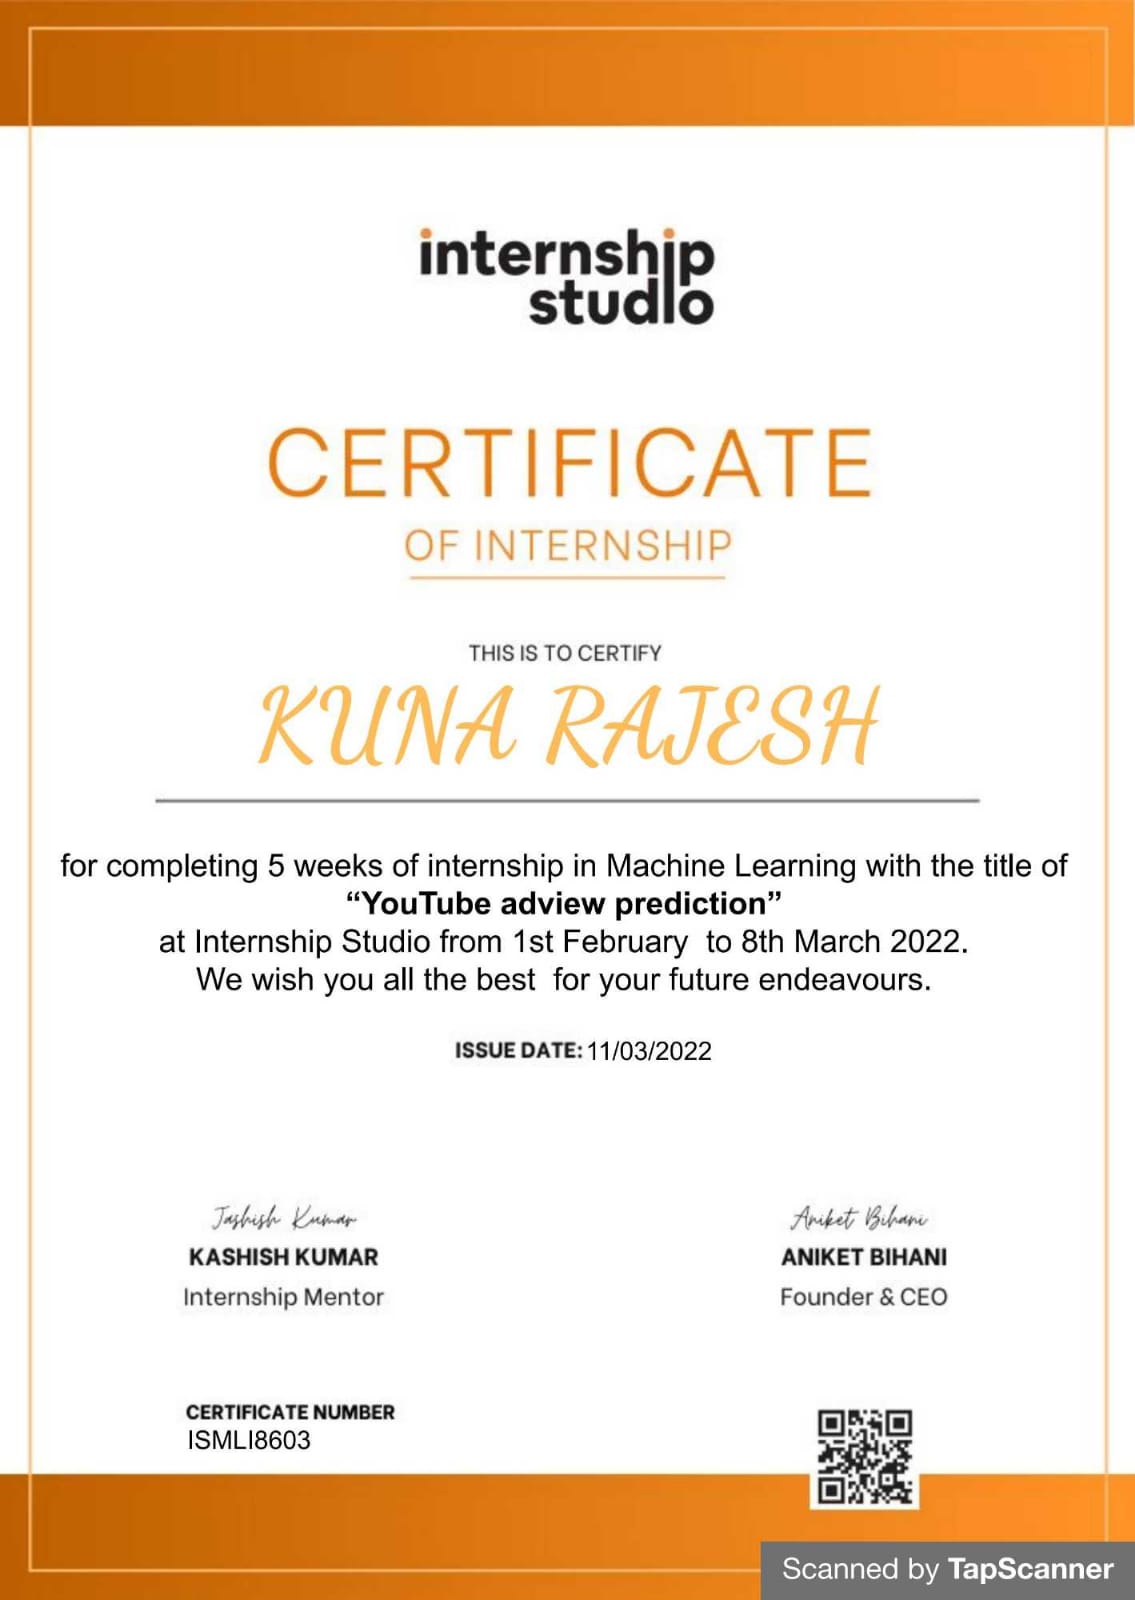 internship
studio
CERTIFICATE
OF INTERNSHIP
THIS IS TO CERTIFY
KUNA RAJESH
for completing 5 weeks of internship in Machine Learning with the title of
“YouTube adview prediction”
at Internship Studio from 1st February to 8th March 2022.
We wish you all the best for your future endeavours.
ISSUE DATE: 11/03/2022
Jashish Kumar
Aniket Bihani
KASHISH KUMAR
ANIKET BIHANI
Internship Mentor
Founder & CEO
CERTIFICATE NUMBER
ISMLI8603
Scanned by TapScanner